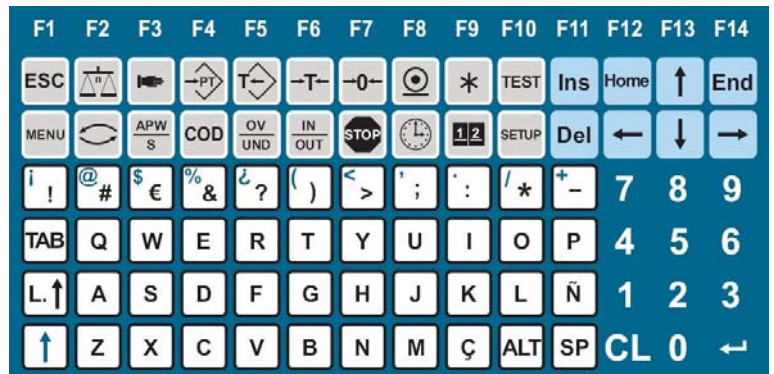 F1 F2 F3 F4 F5 F6 F7 F8 F9 F10 F11 F12 F13 F14
ESC n →PT← T← →T← →0← * TEST Ins Home ↑ End
MENU APW/S COD OV/UND IN/OUT STOP 12 SETUP Del ← ↓ →
¡ ! @ # $ € % & ¿ ? ( ) < > ' ; · : / * + - 7 8 9
TAB Q W E R T Y U I O P 4 5 6
L.↑ A S D F G H J K L Ñ 1 2 3
↑ Z X C V B N M Ç ALT SP CL 0 ↵